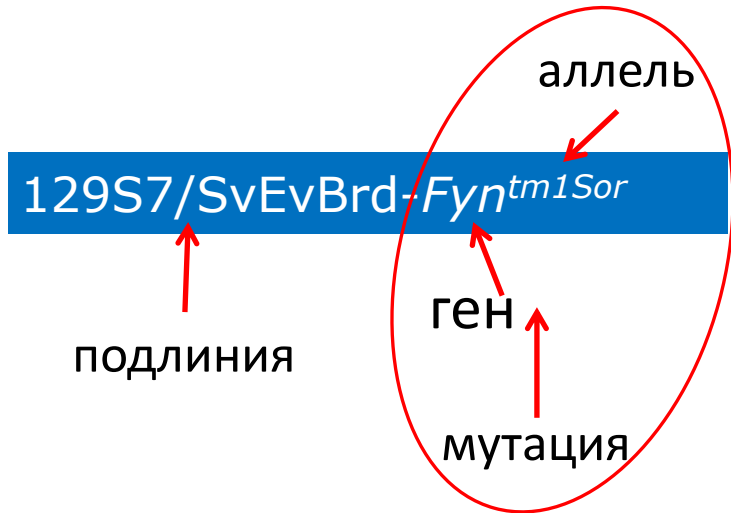 аллель
129S7/SvEvBrd-Fyntm1Sor
ген
подлиния
мутация